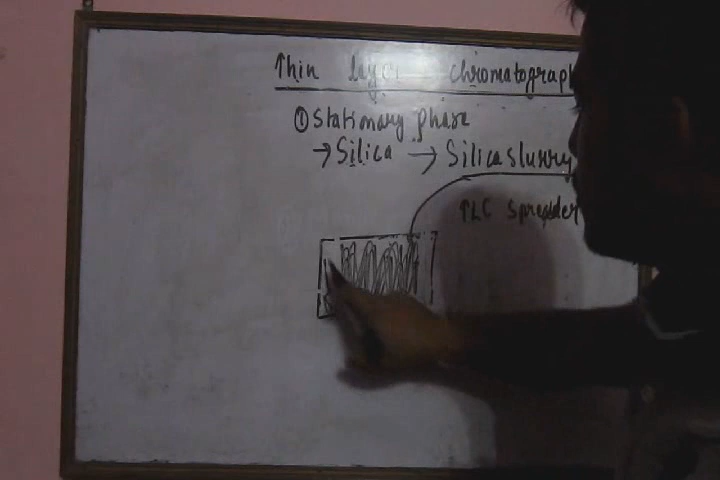 Thin layer chromatograph
① Stationary phase
→ Silica → Silica slurry
TLC Spreader